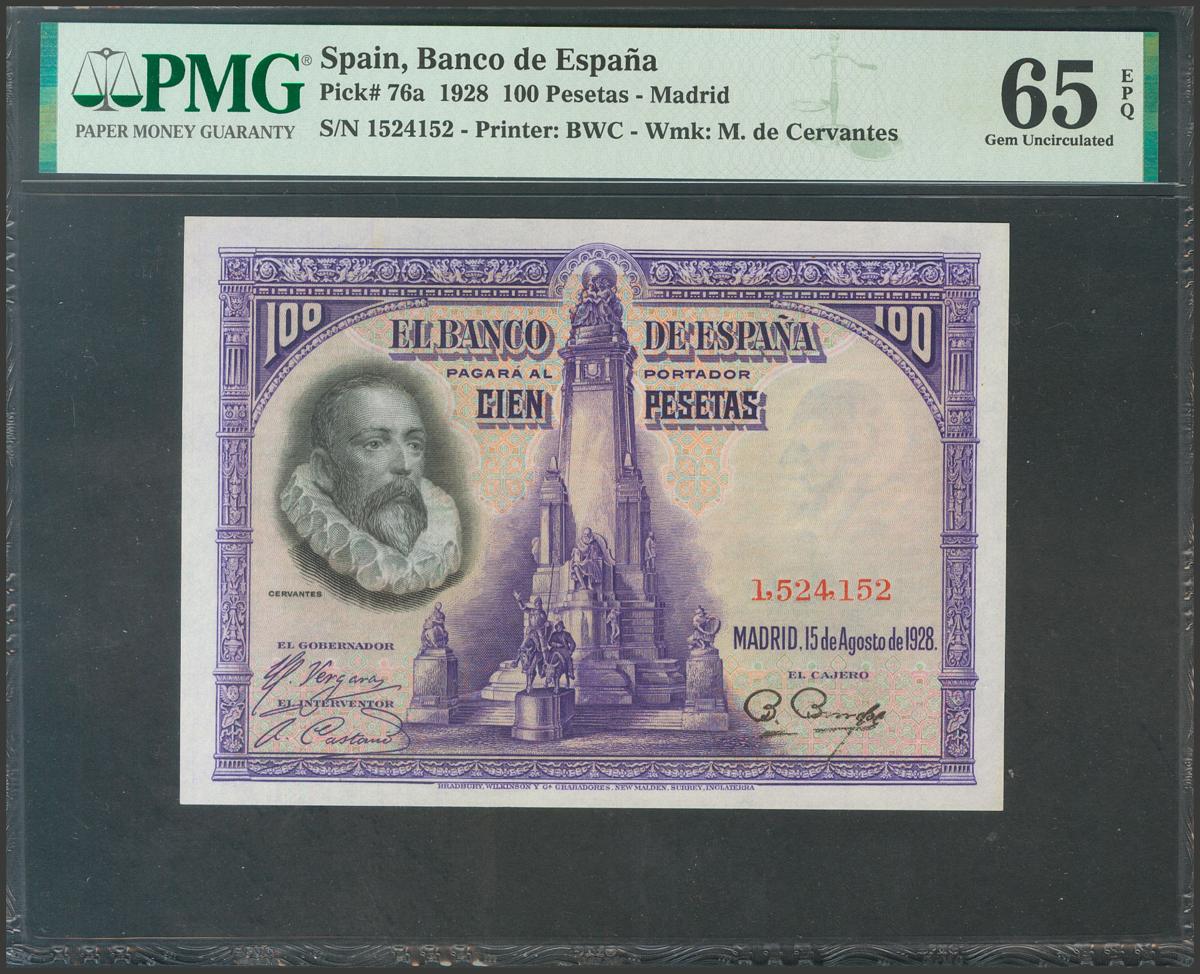 PMG®
PAPER MONEY GUARANTY
Spain, Banco de España
Pick# 76a 1928 100 Pesetas - Madrid
S/N 1524152 - Printer: BWC - Wmk: M. de Cervantes
65
EPQ
Gem Uncirculated
100
100
EL BANCO DE ESPAÑA
PAGARÁ AL PORTADOR
CIEN PESETAS
CERVANTES
1,524,152
MADRID, 15 de Agosto de 1928.
EL GOBERNADOR
Vergara
EL INTERVENTOR
A. Castaño
EL CAJERO
BRADBURY, WILKINSON Y Ca. GRABADORES, NEW MALDEN, SURREY, INGLATERRA